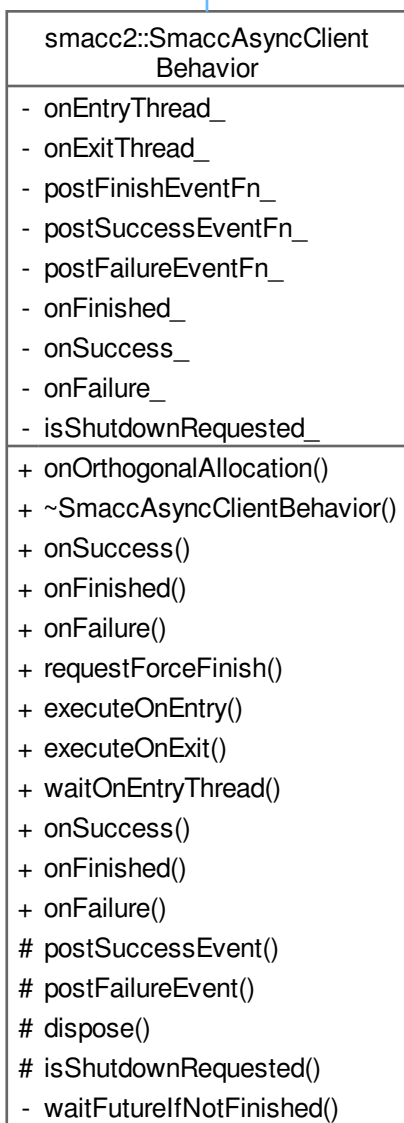 smacc2::SmaccAsyncClient
Behavior
- onEntryThread_
- onExitThread_
- postFinishEventFn_
- postSuccessEventFn_
- postFailureEventFn_
- onFinished_
- onSuccess_
- onFailure_
- isShutdownRequested_
+ onOrthogonalAllocation()
+ ~SmaccAsyncClientBehavior()
+ onSuccess()
+ onFinished()
+ onFailure()
+ requestForceFinish()
+ executeOnEntry()
+ executeOnExit()
+ waitOnEntryThread()
+ onSuccess()
+ onFinished()
+ onFailure()
# postSuccessEvent()
# postFailureEvent()
# dispose()
# isShutdownRequested()
- waitFutureIfNotFinished()